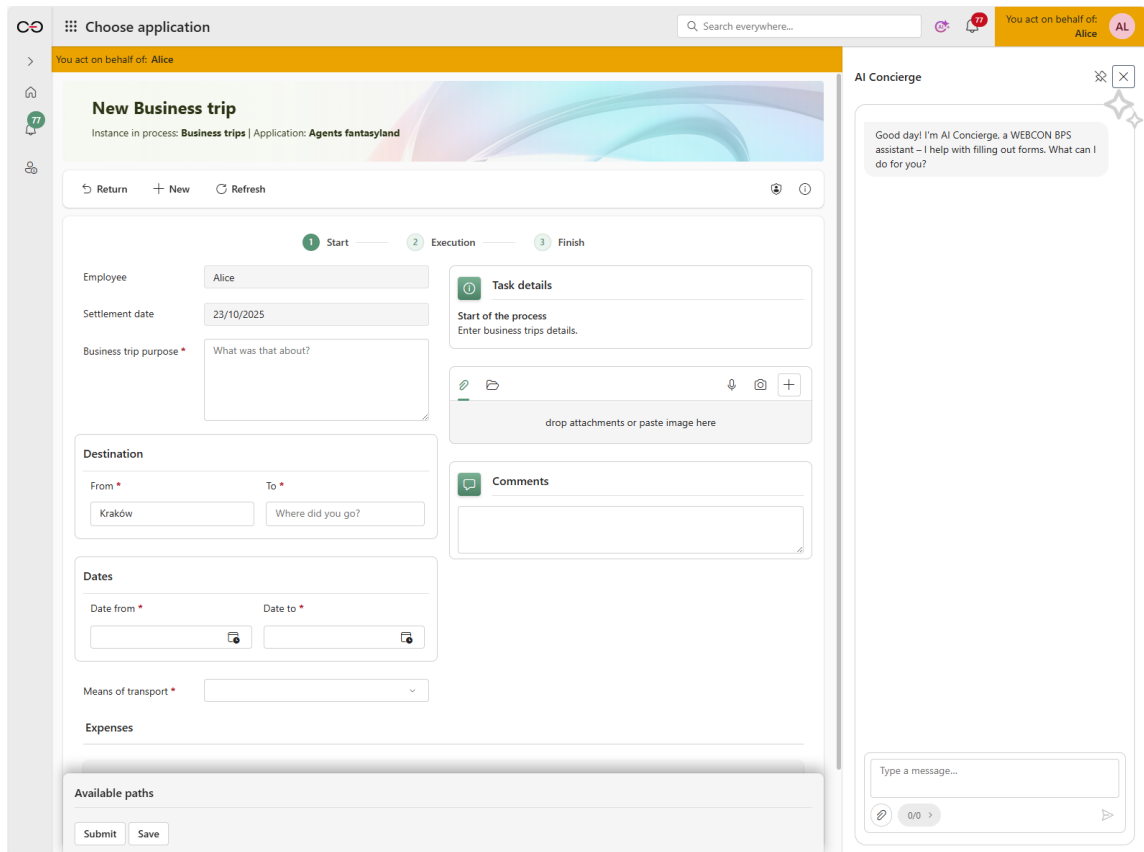 Choose application
Search everywhere...
AI
77
You act on behalf of:
Alice
AL
77
You act on behalf of: Alice
New Business trip
Instance in process: Business trips | Application: Agents fantasyland
Return
New
Refresh
1 Start
2 Execution
3 Finish
Employee
Alice
Settlement date
23/10/2025
Business trip purpose *
What was that about?
Destination
From *
To *
Kraków
Where did you go?
Dates
Date from *
Date to *
Means of transport *
Expenses
Task details
Start of the process
Enter business trips details.
drop attachments or paste image here
Comments
Available paths
Submit
Save
AI Concierge
Good day! I'm AI Concierge, a WEBCON BPS
assistant – I help with filling out forms. What can I
do for you?
Type a message...
0/0 >